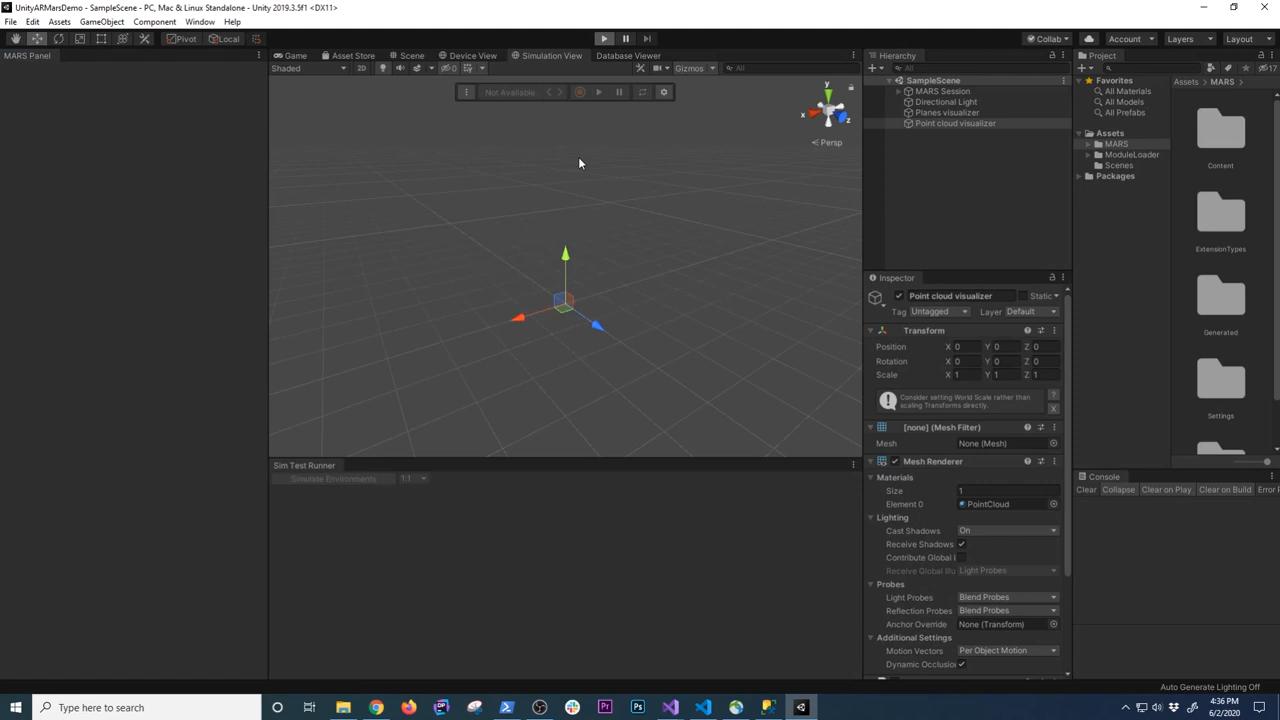 UnityARMarsDemo - SampleScene - PC, Mac & Linux Standalone - Unity 2019.3.5f1 <DX11>
File Edit Assets GameObject Component Window Help
Pivot Local Collab Account Layers Layout
MARS Panel
Game Asset Store Scene Device View Simulation View Database Viewer
Shaded 2D 0 Gizmos All
Not Available
y
x
z
Persp
Sim Test Runner
Simulate Environments 1:1
Hierarchy
All
SampleScene
MARS Session
Directional Light
Planes visualizer
Point cloud visualizer
Inspector
Point cloud visualizer Static
Tag Untagged Layer Default
Transform
Position X 0 Y 0 Z 0
Rotation X 0 Y 0 Z 0
Scale X 1 Y 1 Z 1
Consider setting World Scale rather than
scaling Transforms directly.
?
X
[none] (Mesh Filter)
Mesh None (Mesh)
Mesh Renderer
Materials
Size 1
Element 0 PointCloud
Lighting
Cast Shadows On
Receive Shadows
Contribute Global I
Receive Global Illu Light Probes
Probes
Light Probes Blend Probes
Reflection Probes Blend Probes
Anchor Override None (Transform)
Additional Settings
Motion Vectors Per Object Motion
Dynamic Occlusion
Project
17
Favorites
All Materials
All Models
All Prefabs
Assets
MARS
ModuleLoader
Scenes
Packages
Assets > MARS >
Content
ExtensionTypes
Generated
Settings
Console
Clear Collapse Clear on Play Clear on Build Error
Auto Generate Lighting Off
Type here to search
4:36 PM
6/2/2020